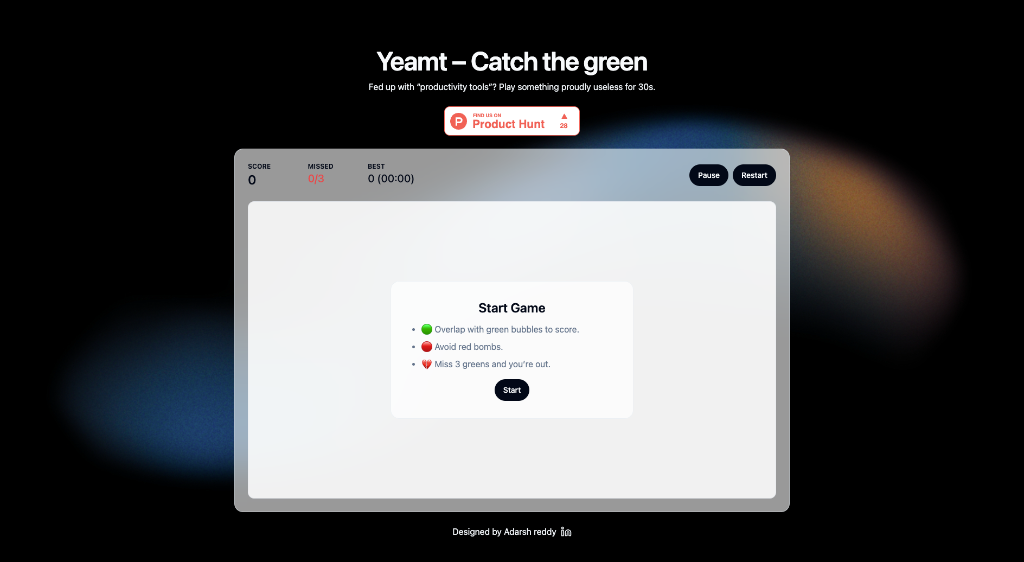 Yeamt – Catch the green
Fed up with “productivity tools”? Play something proudly useless for 30s.
P
FIND US ON
Product Hunt
▲
28
SCORE
0
MISSED
0/3
BEST
0 (00:00)
Pause
Restart
Start Game
• 🟢 Overlap with green bubbles to score.
• 🔴 Avoid red bombs.
• 💔 Miss 3 greens and you're out.
Start
Designed by Adarsh reddy in